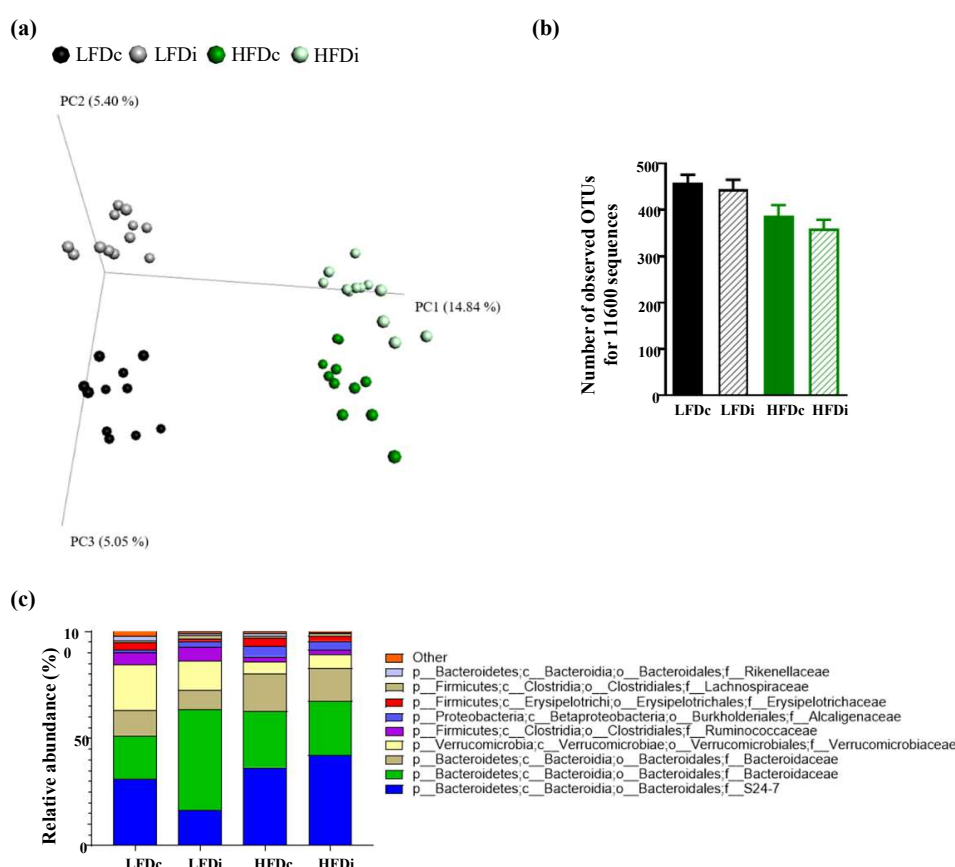 (a)
LFDc LFDi HFDc HFDi
PC2 (5.40 %)
PC1 (14.84 %)
PC3 (5.05 %)
(b)
Number of observed OTUs
for 11600 sequences
500
400
300
200
100
0
LFDc LFDi HFDc HFDi
(c)
Relative abundance (%)
10
0
50
0
LFDc LFDi HFDc HFDi
Other
p__Bacteroidetes;c__Bacteroidia;o__Bacteroidales;f__Rikenellaceae
p__Firmicutes;c__Clostridia;o__Clostridiales;f__Lachnospiraceae
p__Firmicutes;c__Erysipelotrichi;o__Erysipelotrichales;f__Erysipelotrichaceae
p__Proteobacteria;c__Betaproteobacteria;o__Burkholderiales;f__Alcaligenaceae
p__Firmicutes;c__Clostridia;o__Clostridiales;f__Ruminococcaceae
p__Verrucomicrobia;c__Verrucomicrobiae;o__Verrucomicrobiales;f__Verrucomicrobiaceae
p__Bacteroidetes;c__Bacteroidia;o__Bacteroidales;f__Bacteroidaceae
p__Bacteroidetes;c__Bacteroidia;o__Bacteroidales;f__Bacteroidaceae
p__Bacteroidetes;c__Bacteroidia;o__Bacteroidales;f__S24-7